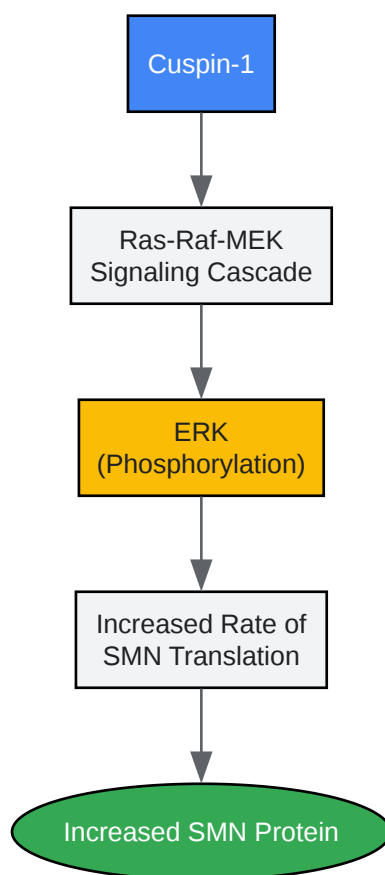 Cuspin-1
Ras-Raf-MEK
Signaling Cascade
ERK
(Phosphorylation)
Increased Rate of
SMN Translation
Increased SMN Protein